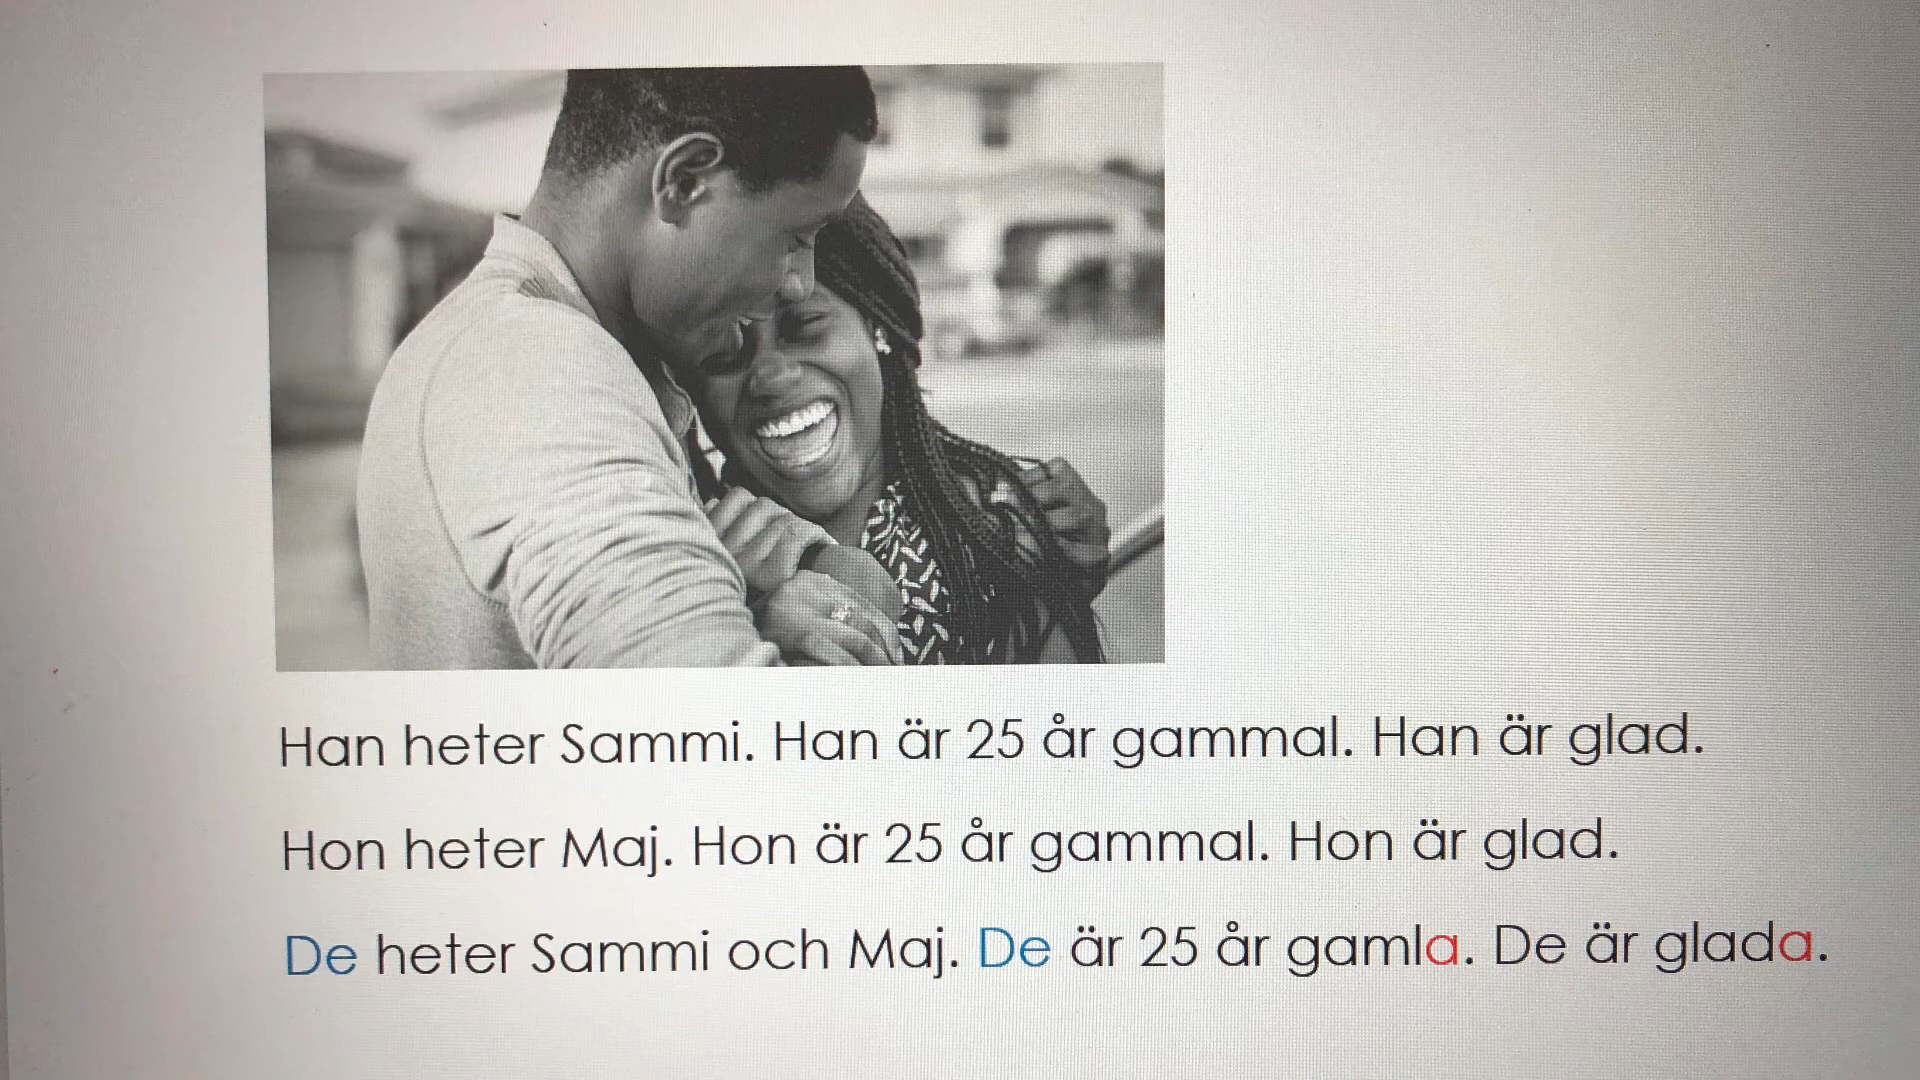 Han heter Sammi. Han är 25 år gammal. Han är glad.
Hon heter Maj. Hon är 25 år gammal. Hon är glad.
De heter Sammi och Maj. De är 25 år gamla. De är glada.